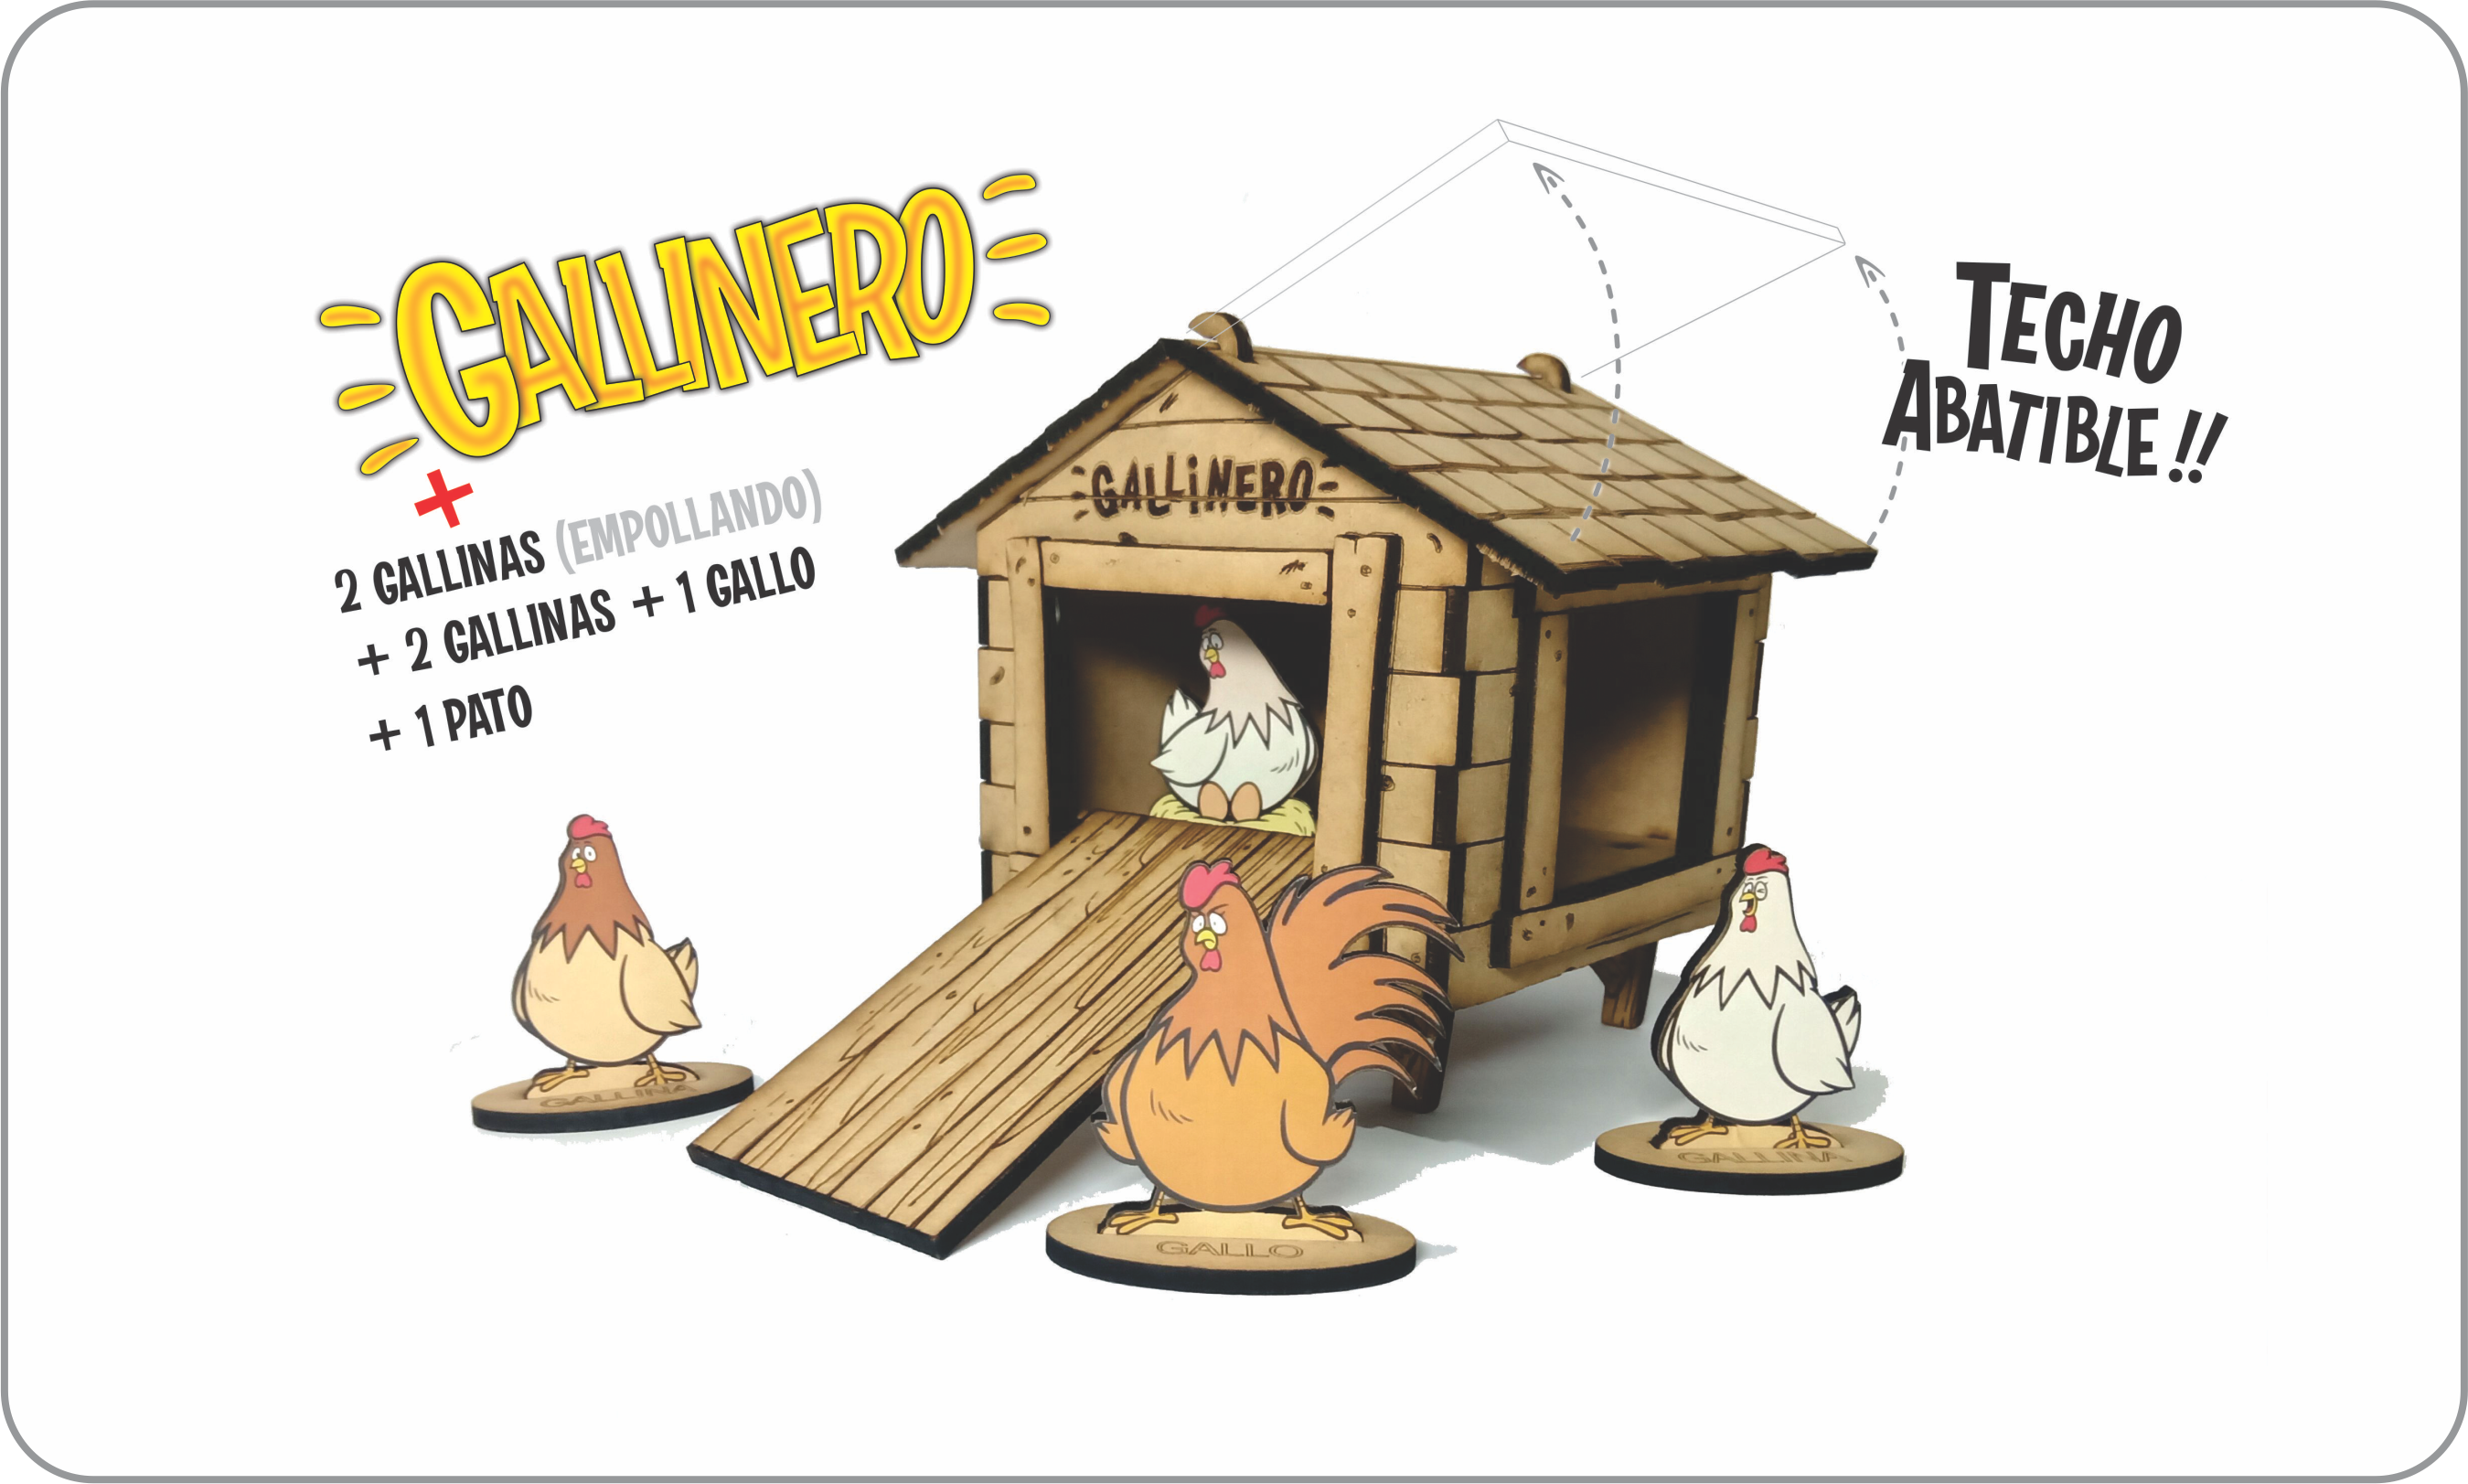 GALLINERO
+
2 GALLINAS (EMPOLLANDO)
+ 2 GALLINAS + 1 GALLO
+ 1 PATO
TECHO
ABATIBLE !!
GALLINERO
GALLINA
GALLO
GALLINA